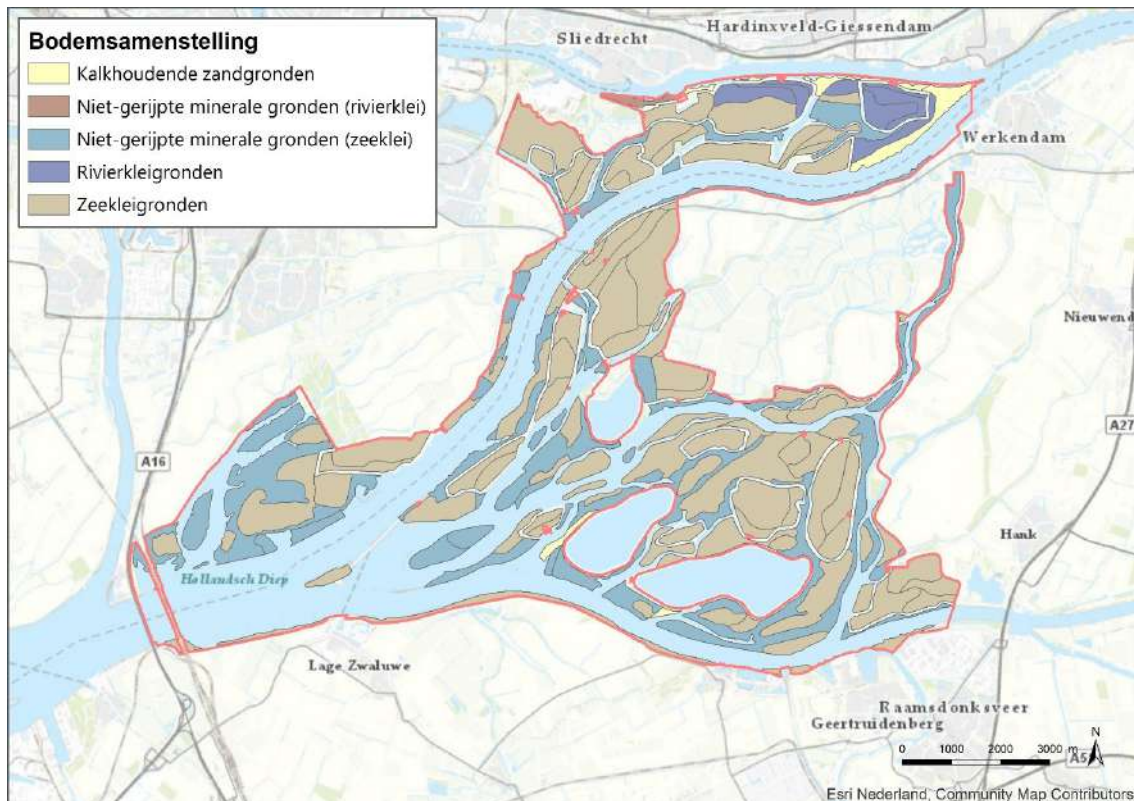 Bodemsamenstelling
Kalkhoudende zandgronden
Niet-gerijpte minerale gronden (rivierklei)
Niet-gerijpte minerale gronden (zeeklei)
Rivierkleigronden
Zeekleigronden
Hardinxveld-Giessendam
Sliedrecht
Werkendam
Nieuwend
A27
A16
Hank
Hollandsch Diep
Lage Zwaluwe
Raamsdonksveer
Geertruidenberg
N
0 1000 2000 3000 m
A5
Esri Nederland, Community Map Contributors